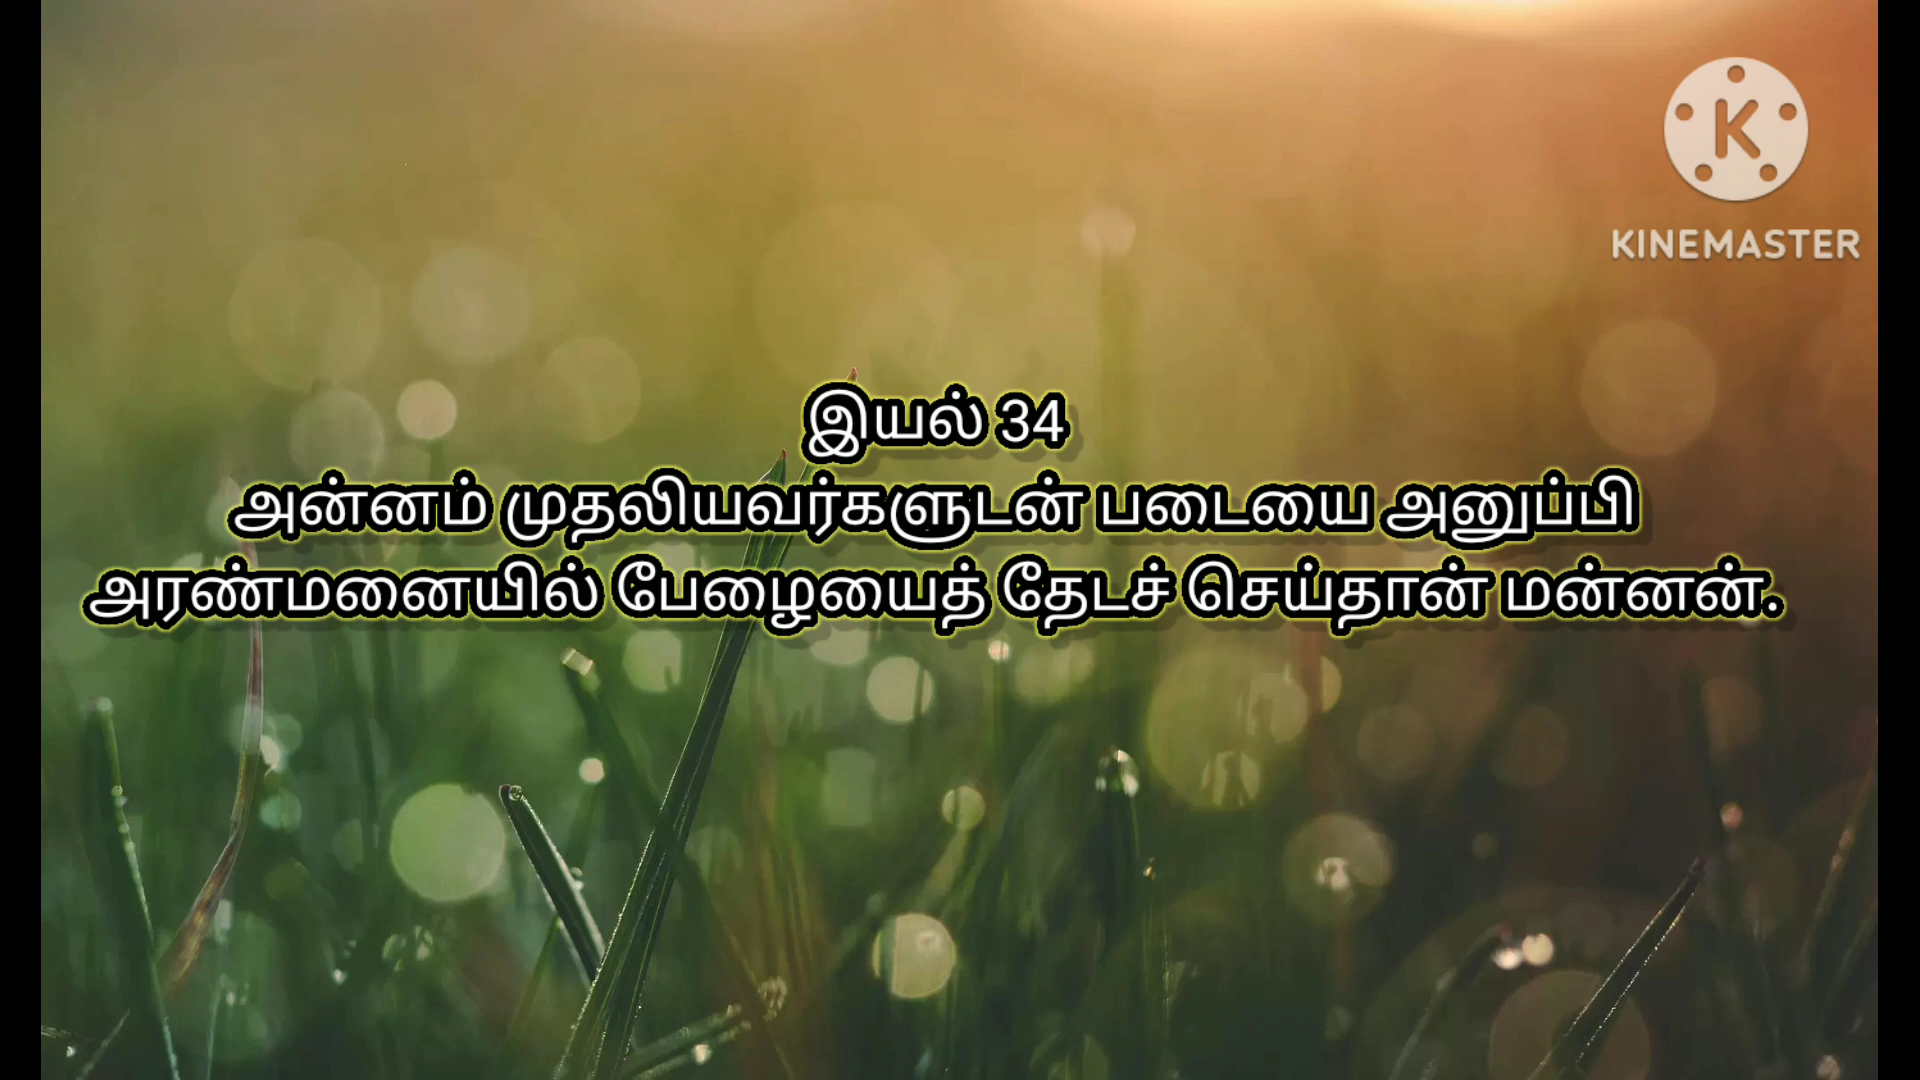 K
KINEMASTER
இயல் 34
அன்னம் முதலியவர்களுடன் படையை அனுப்பி
அரண்மனையில் பேழையைத் தேடச் செய்தான் மன்னன்.